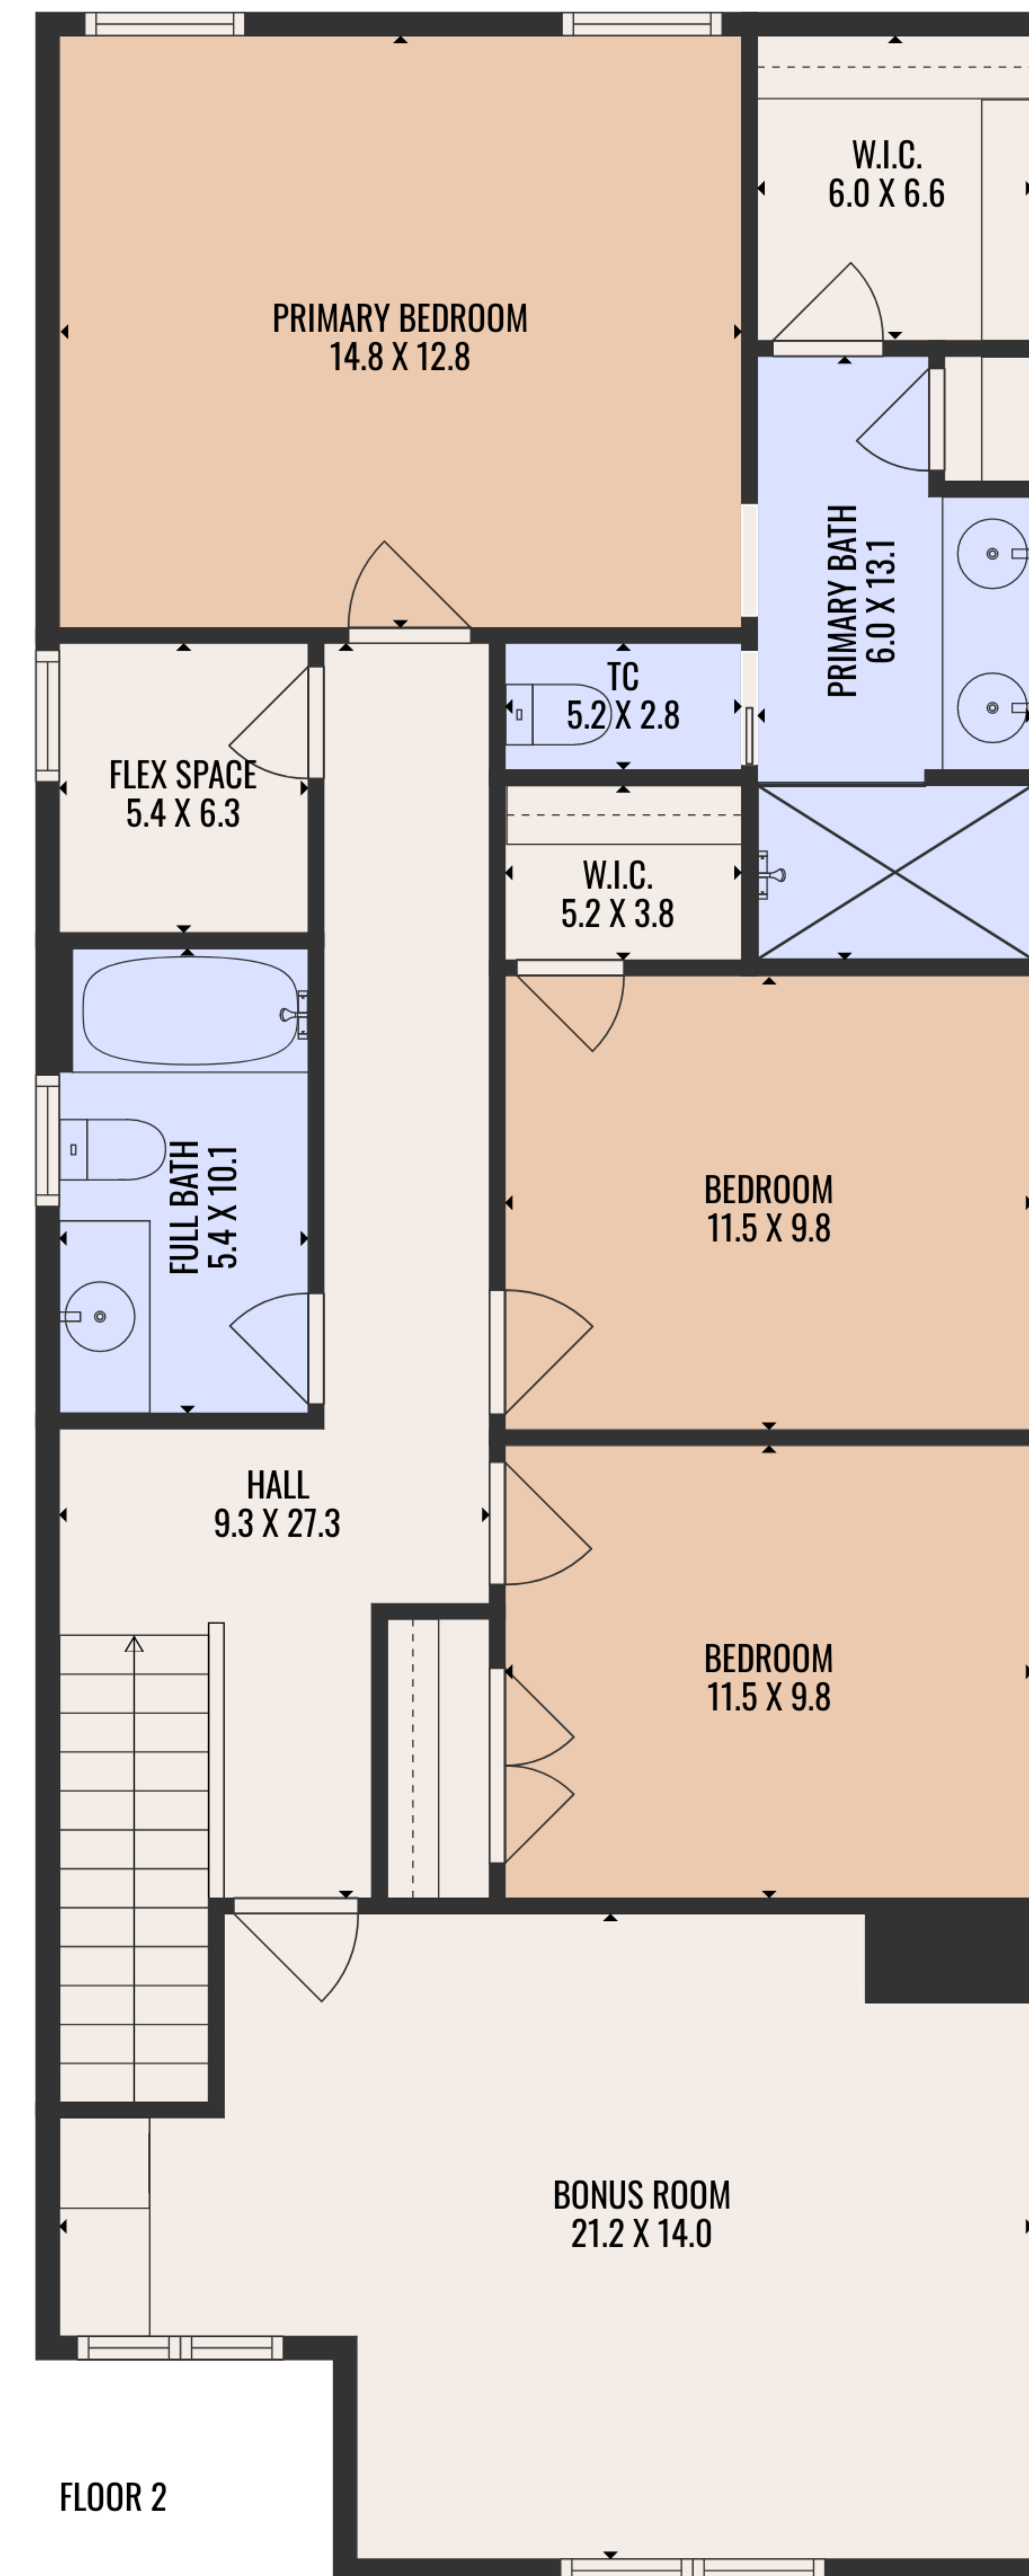 W.I.C.
6.0 X 6.6
PRIMARY BEDROOM
14.8 X 12.8
PRIMARY BATH
6.0 X 13.1
TC
5.2 X 2.8
FLEX SPACE
5.4 X 6.3
W.I.C.
5.2 X 3.8
FULL BATH
5.4 X 10.1
BEDROOM
11.5 X 9.8
HALL
9.3 X 27.3
BEDROOM
11.5 X 9.8
BONUS ROOM
21.2 X 14.0
FLOOR 2